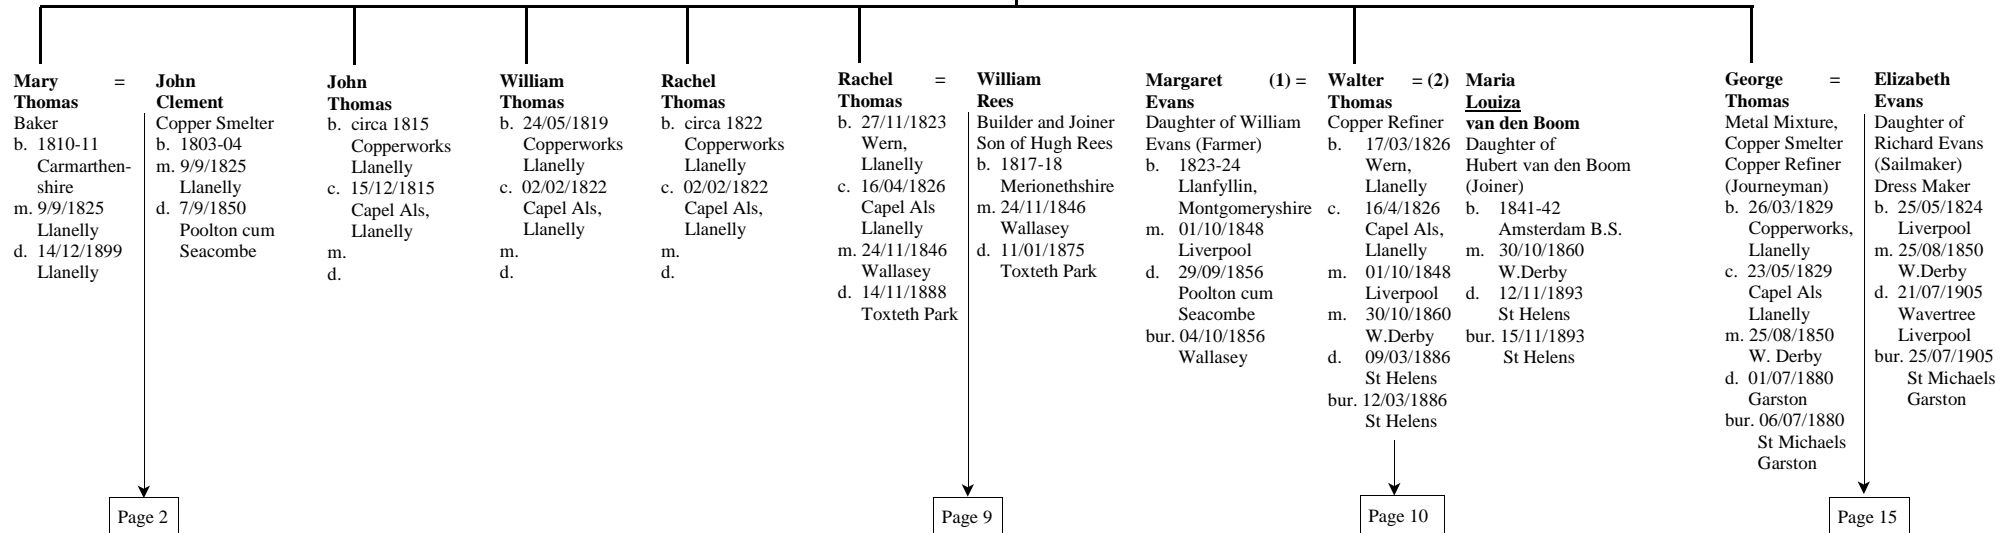 Mary =
Thomas
Baker
b. 1810-11
Carmarthen-
shire
m. 9/9/1825
Llanelly
d. 14/12/1899
Llanelly
John
Clement
Copper Smelter
b. 1803-04
m. 9/9/1825
Llanelly
d. 7/9/1850
Poolton cum
Seacombe
John
Thomas
b. circa 1815
Copperworks
Llanelly
c. 15/12/1815
Capel Als,
Llanelly
m.
d.
William
Thomas
b. 24/05/1819
Copperworks
Llanelly
c. 02/02/1822
Capel Als,
Llanelly
m.
d.
Rachel
Thomas
b. circa 1822
Copperworks
Llanelly
c. 02/02/1822
Capel Als,
Llanelly
m.
d.
Rachel =
Thomas
b. 27/11/1823
Wern,
Llanelly
c. 16/04/1826
Capel Als
Llanelly
m. 24/11/1846
Wallasey
d. 14/11/1888
Toxteth Park
William
Rees
Builder and Joiner
Son of Hugh Rees
b. 1817-18
Merionethshire
m. 24/11/1846
Wallasey
d. 11/01/1875
Toxteth Park
Margaret (1) =
Evans
Daughter of William
Evans (Farmer)
b. 1823-24
Llanfyllin,
Montgomeryshire
m. 01/10/1848
Liverpool
d. 29/09/1856
Poolton cum
Seacombe
bur. 04/10/1856
Wallasey
Walter = (2)
Thomas
Copper Refiner
b. 17/03/1826
Wern,
Llanelly
c. 16/4/1826
Capel Als,
Llanelly
m. 01/10/1848
Liverpool
m. 30/10/1860
W.Derby
d. 09/03/1886
St Helens
bur. 12/03/1886
St Helens
Maria
Louiza
van den Boom
Daughter of
Hubert van den Boom
(Joiner)
b. 1841-42
Amsterdam B.S.
m. 30/10/1860
W.Derby
d. 12/11/1893
St Helens
bur. 15/11/1893
St Helens
George =
Thomas
Metal Mixture,
Copper Smelter
Copper Refiner
(Journeyman)
b. 26/03/1829
Copperworks,
Llanelly
c. 23/05/1829
Capel Als
Llanelly
m. 25/08/1850
W. Derby
d. 01/07/1880
Garston
bur. 06/07/1880
St Michaels
Garston
Elizabeth
Evans
Daughter of
Richard Evans
(Sailmaker)
Dress Maker
b. 25/05/1824
Liverpool
m. 25/08/1850
W.Derby
d. 21/07/1905
Wavertree
Liverpool
bur. 25/07/1905
St Michaels
Garston
Page 2
Page 9
Page 10
Page 15